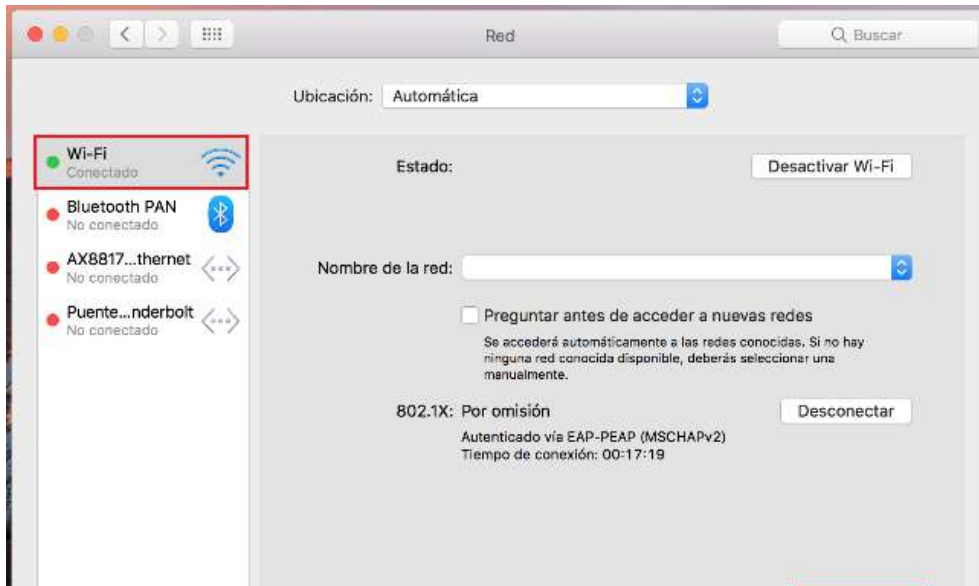 Red
Buscar
Ubicación: Automática
Wi-Fi
Conectado
Estado:
Desactivar Wi-Fi
Bluetooth PAN
No conectado
AX8817...thernet
No conectado
Nombre de la red:
Puente...nderbolt
No conectado
Preguntar antes de acceder a nuevas redes
Se accederá automáticamente a las redes conocidas. Si no hay
ninguna red conocida disponible, deberás seleccionar una
manualmente.
802.1X: Por omisión
Desconectar
Autenticado vía EAP-PEAP (MSCHAPv2)
Tiempo de conexión: 00:17:19